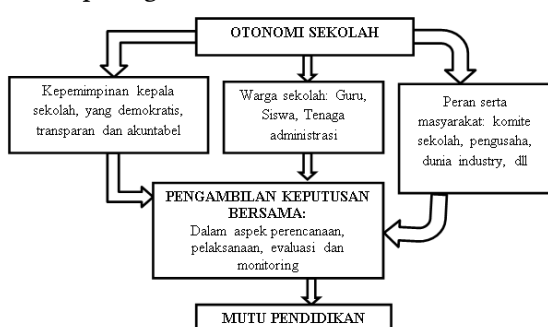 OTONOMI SEKOLAH
Kepemimpinan kepala
sekolah, yang demokratis,
transparan dan akuntabel
Warga sekolah: Guru,
Siswa, Tenaga
administrasi
Peran serta
masyarakat: komite
sekolah, pengusaha,
dunia industry, dll
PENGAMBILAN KEPUTUSAN
BERSAMA:
Dalam aspek perencanaan,
pelaksanaan, evaluasi dan
monitoring
MUTU PENDIDIKAN